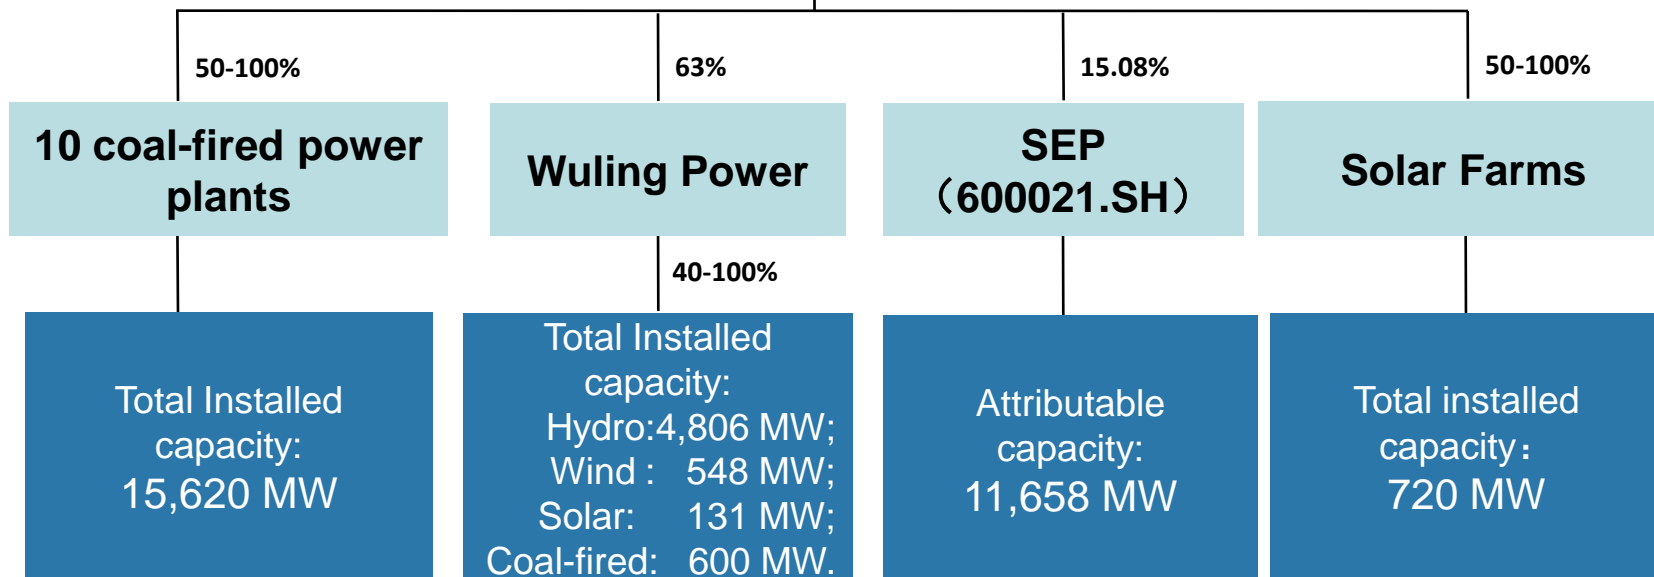 50-100%
63%
15.08%
50-100%
10 coal-fired power
plants
Wuling Power
SEP
（600021.SH）
Solar Farms
40-100%
Total Installed
capacity:
15,620 MW
Total Installed
capacity:
Hydro:4,806 MW;
Wind : 548 MW;
Solar: 131 MW;
Coal-fired: 600 MW.
Attributable
capacity:
11,658 MW
Total installed
capacity：
720 MW